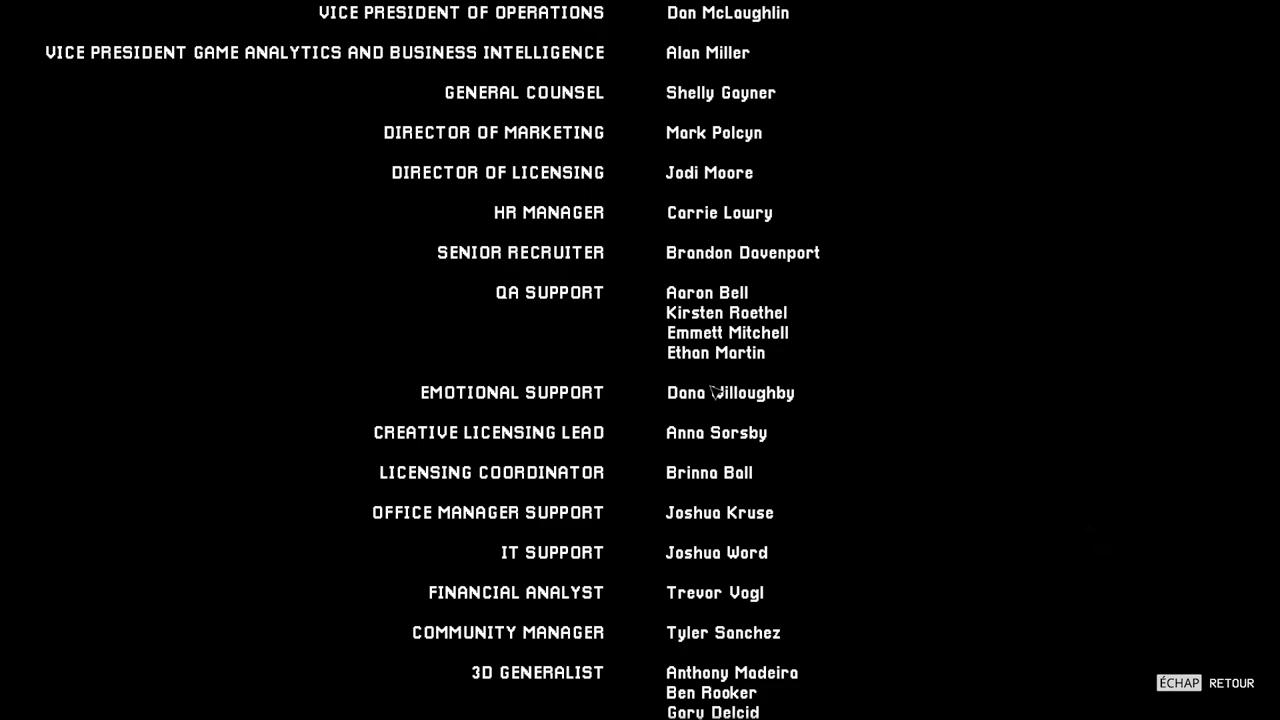 VICE PRESIDENT OF OPERATIONS Dan McLaughlin
VICE PRESIDENT GAME ANALYTICS AND BUSINESS INTELLIGENCE Alan Miller
GENERAL COUNSEL Shelly Gayner
DIRECTOR OF MARKETING Mark Polcyn
DIRECTOR OF LICENSING Jodi Moore
HR MANAGER Carrie Lowry
SENIOR RECRUITER Brandon Davenport
QA SUPPORT Aaron Bell
Kirsten Roethel
Emmett Mitchell
Ethan Martin
EMOTIONAL SUPPORT Dana Willoughby
CREATIVE LICENSING LEAD Anna Sorsby
LICENSING COORDINATOR Brinna Ball
OFFICE MANAGER SUPPORT Joshua Kruse
IT SUPPORT Joshua Word
FINANCIAL ANALYST Trevor Vogl
COMMUNITY MANAGER Tyler Sanchez
3D GENERALIST Anthony Madeira
Ben Rooker
Gary Delcid
ÉCHAP RETOUR